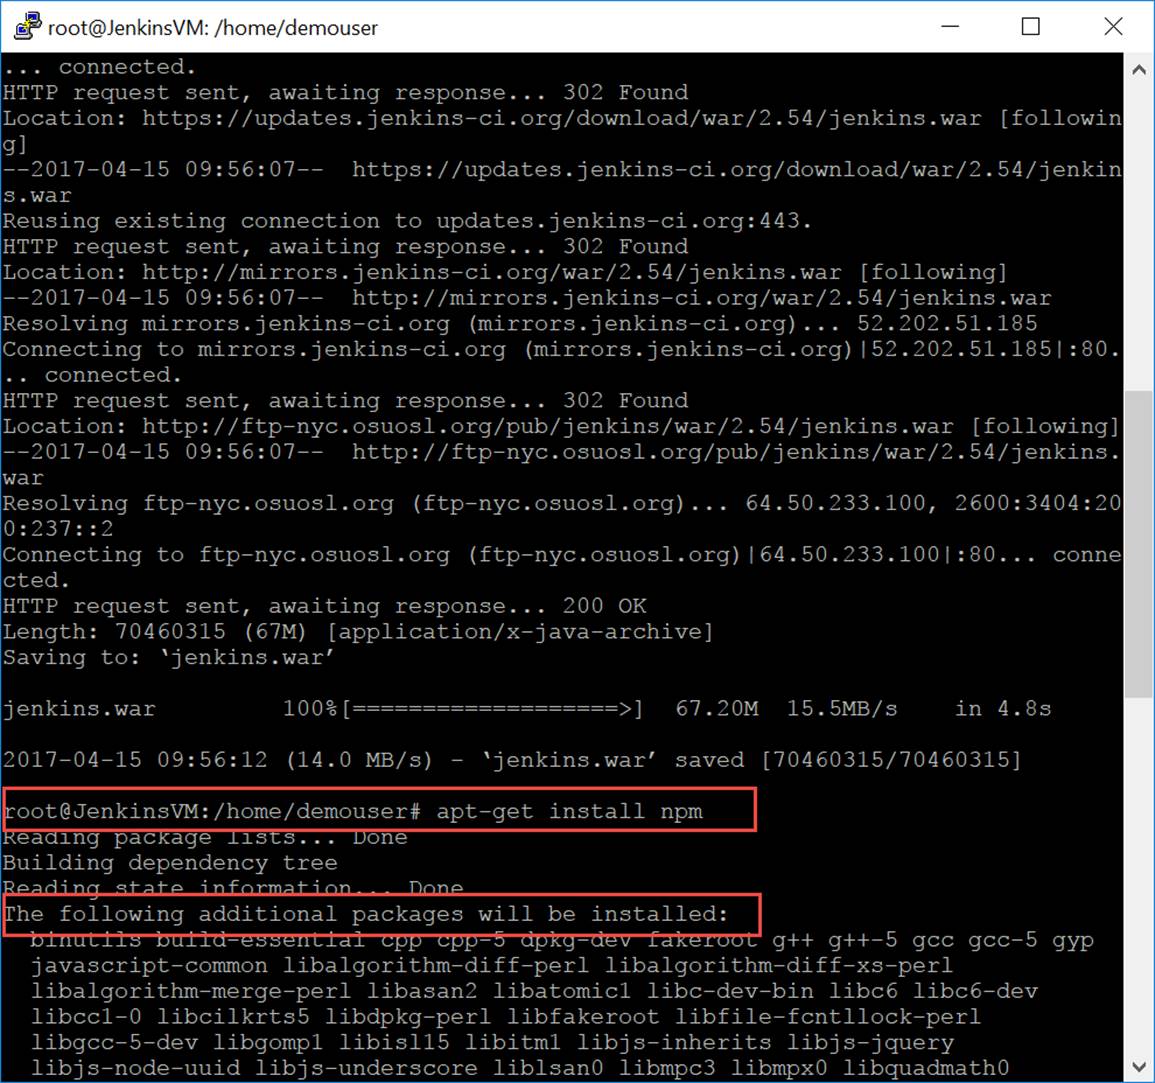 root@JenkinsVM: /home/demouser
... connected.
HTTP request sent, awaiting response... 302 Found
Location: https://updates.jenkins-ci.org/download/war/2.54/jenkins.war [followin
g]
--2017-04-15 09:56:07--  https://updates.jenkins-ci.org/download/war/2.54/jenkin
s.war
Reusing existing connection to updates.jenkins-ci.org:443.
HTTP request sent, awaiting response... 302 Found
Location: http://mirrors.jenkins-ci.org/war/2.54/jenkins.war [following]
--2017-04-15 09:56:07--  http://mirrors.jenkins-ci.org/war/2.54/jenkins.war
Resolving mirrors.jenkins-ci.org (mirrors.jenkins-ci.org)... 52.202.51.185
Connecting to mirrors.jenkins-ci.org (mirrors.jenkins-ci.org)|52.202.51.185|:80.
.. connected.
HTTP request sent, awaiting response... 302 Found
Location: http://ftp-nyc.osuosl.org/pub/jenkins/war/2.54/jenkins.war [following]
--2017-04-15 09:56:07--  http://ftp-nyc.osuosl.org/pub/jenkins/war/2.54/jenkins.
war
Resolving ftp-nyc.osuosl.org (ftp-nyc.osuosl.org)... 64.50.233.100, 2600:3404:20
0:237::2
Connecting to ftp-nyc.osuosl.org (ftp-nyc.osuosl.org)|64.50.233.100|:80... conne
cted.
HTTP request sent, awaiting response... 200 OK
Length: 70460315 (67M) [application/x-java-archive]
Saving to: ‘jenkins.war’
jenkins.war         100%[===================>]  67.20M  15.5MB/s    in 4.8s
2017-04-15 09:56:12 (14.0 MB/s) - ‘jenkins.war’ saved [70460315/70460315]
root@JenkinsVM:/home/demouser# apt-get install npm
Reading package lists... Done
Building dependency tree
Reading state information... Done
The following additional packages will be installed:
  binutils build-essential cpp cpp-5 dpkg-dev fakeroot g++ g++-5 gcc gcc-5 gyp
  javascript-common libalgorithm-diff-perl libalgorithm-diff-xs-perl
  libalgorithm-merge-perl libasan2 libatomic1 libc-dev-bin libc6 libc6-dev
  libcc1-0 libcilkrts5 libdpkg-perl libfakeroot libfile-fcntllock-perl
  libgcc-5-dev libgomp1 libisl15 libitm1 libjs-inherits libjs-jquery
  libjs-node-uuid libjs-underscore liblsan0 libmpc3 libmpx0 libquadmath0